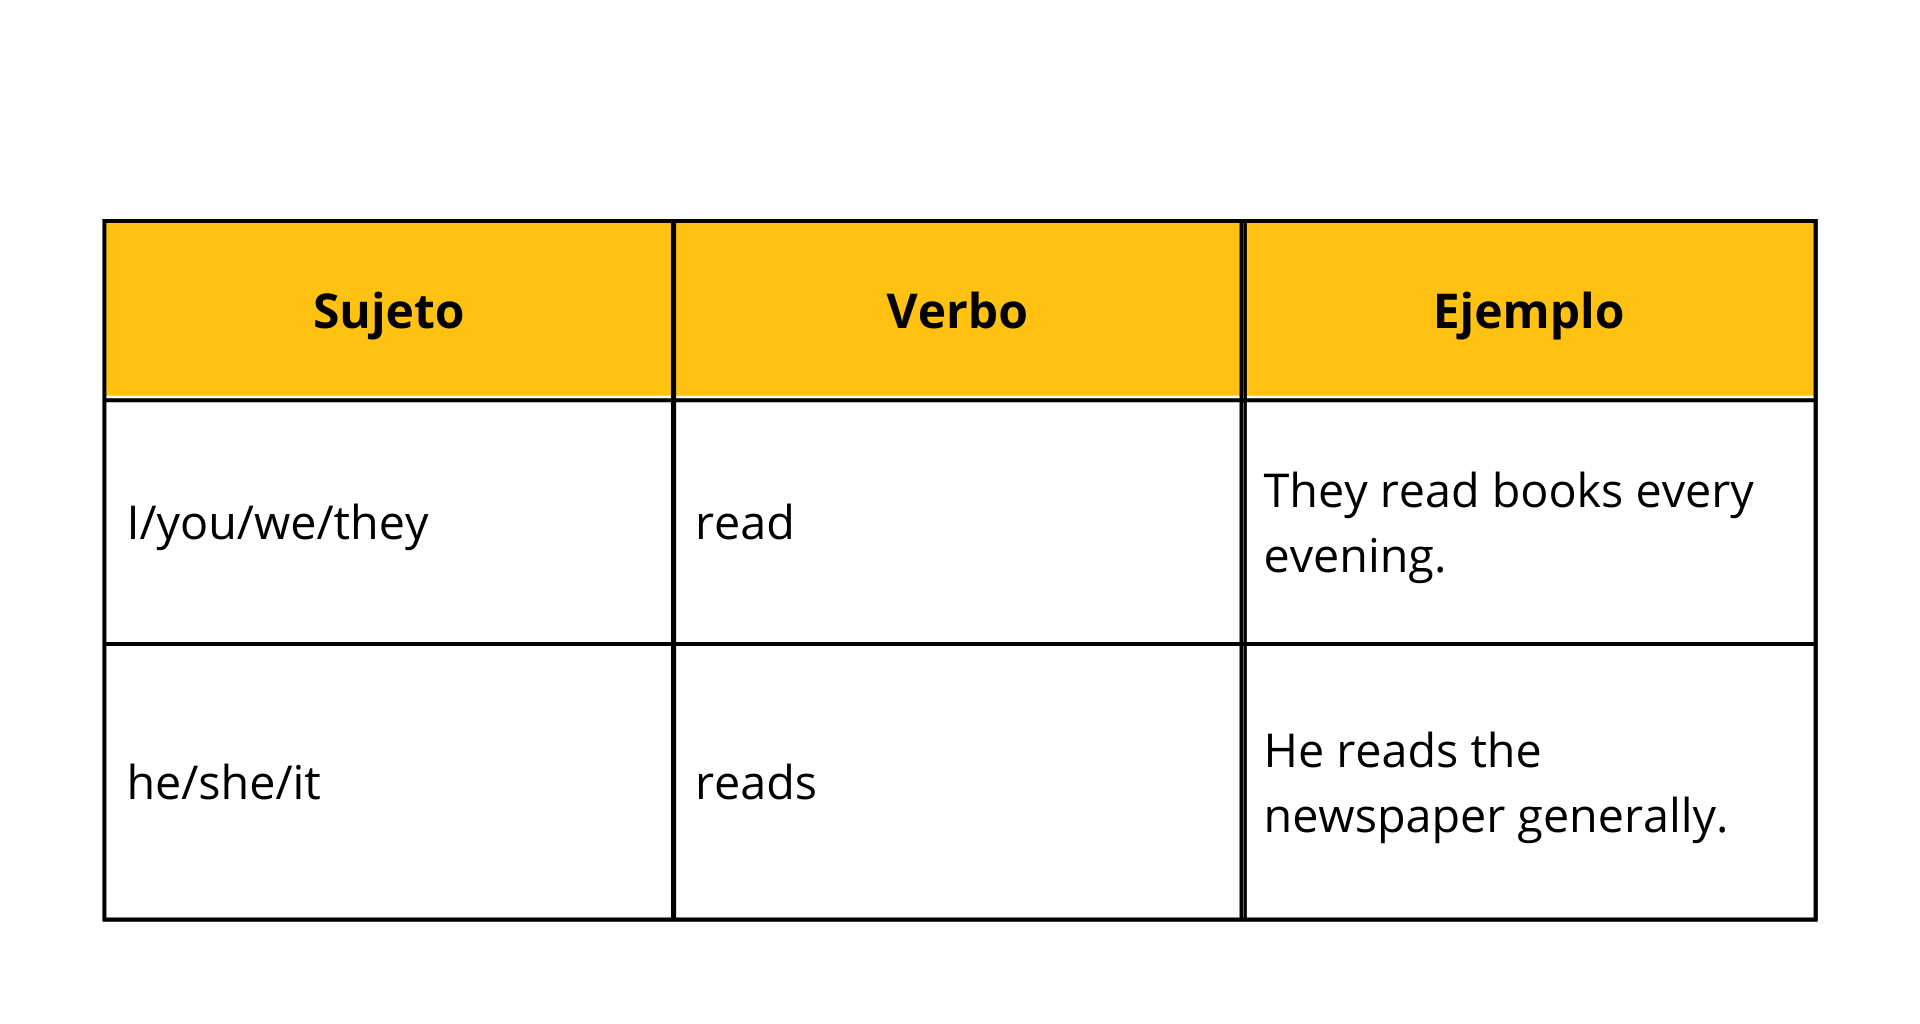 Sujeto Verbo Ejemplo
I/you/we/they read They read books every
evening.
he/she/it reads He reads the
newspaper generally.